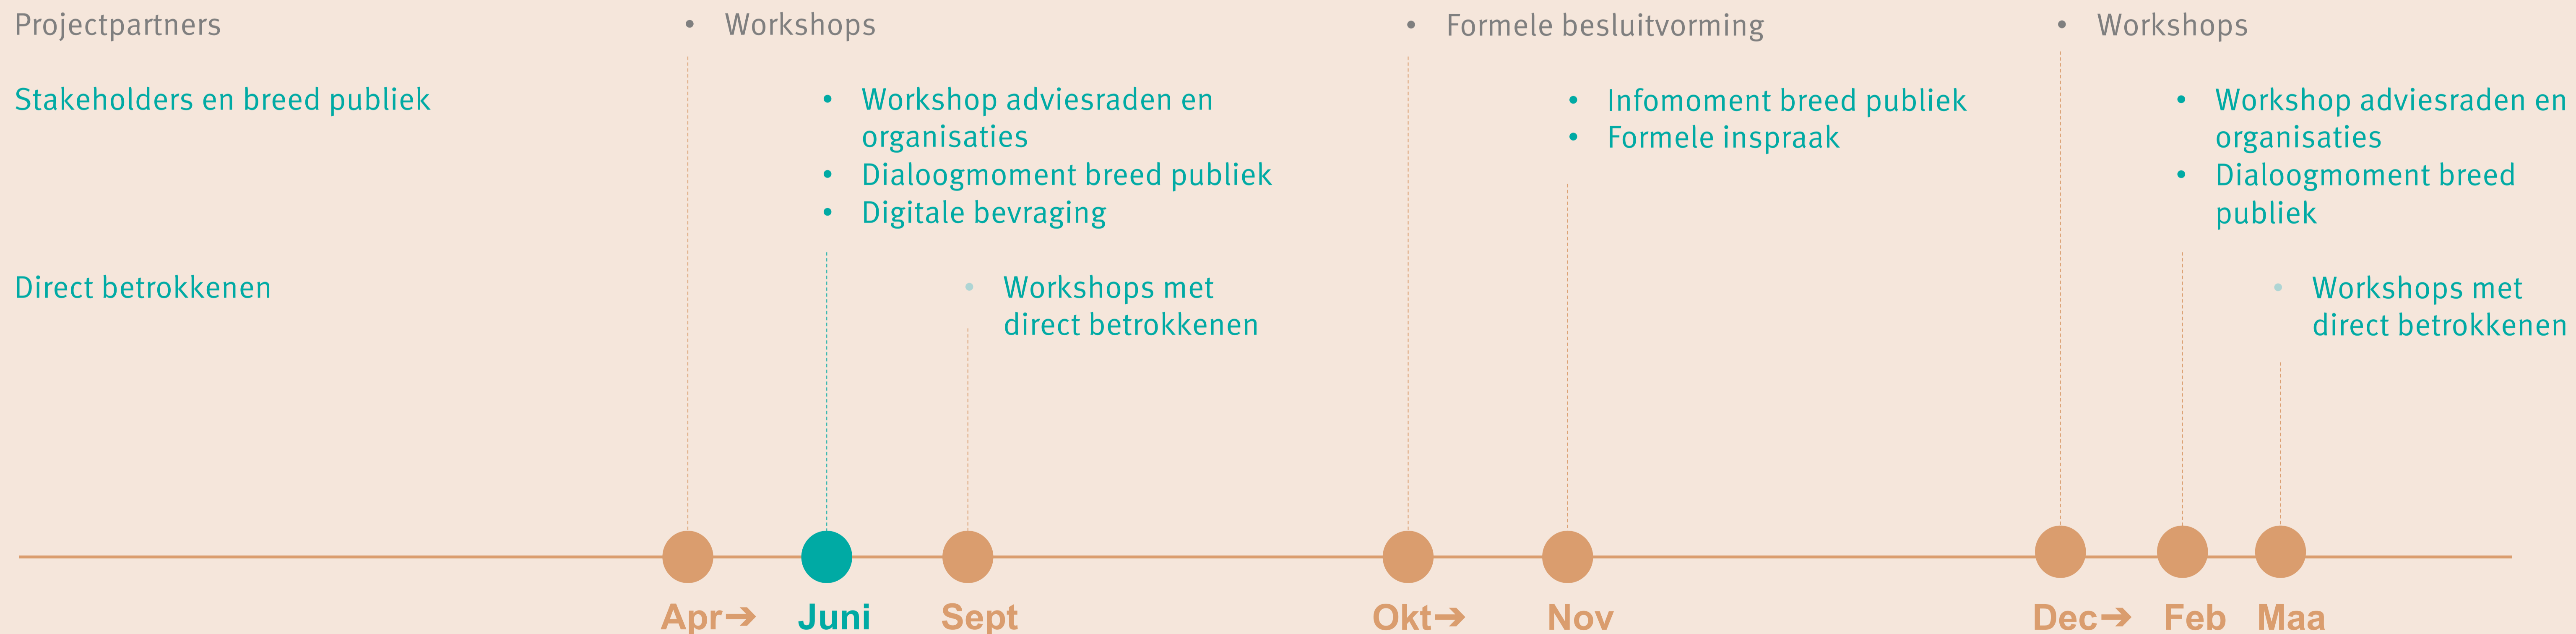 Projectpartners
• Workshops
• Formele besluitvorming
• Workshops
Stakeholders en breed publiek
• Workshop adviesraden en
organisaties
• Dialoogmoment breed publiek
• Digitale bevraging
• Infomoment breed publiek
• Formele inspraak
• Workshop adviesraden en
organisaties
• Dialoogmoment breed
publiek
Direct betrokkenen
• Workshops met
direct betrokkenen
• Workshops met
direct betrokkenen
Apr➔ Juni Sept Okt➔ Nov Dec➔ Feb Maa